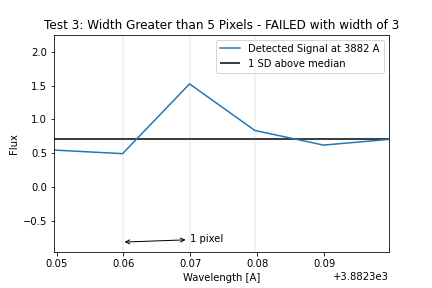 Test 3: Width Greater than 5 Pixels - FAILED with width of 3
Detected Signal at 3882 A
1 SD above median
2.0
1.5
1.0
0.5
0.0
−0.5
Flux
1 pixel
0.05 0.06 0.07 0.08 0.09
Wavelength [A]
+3.8823e3